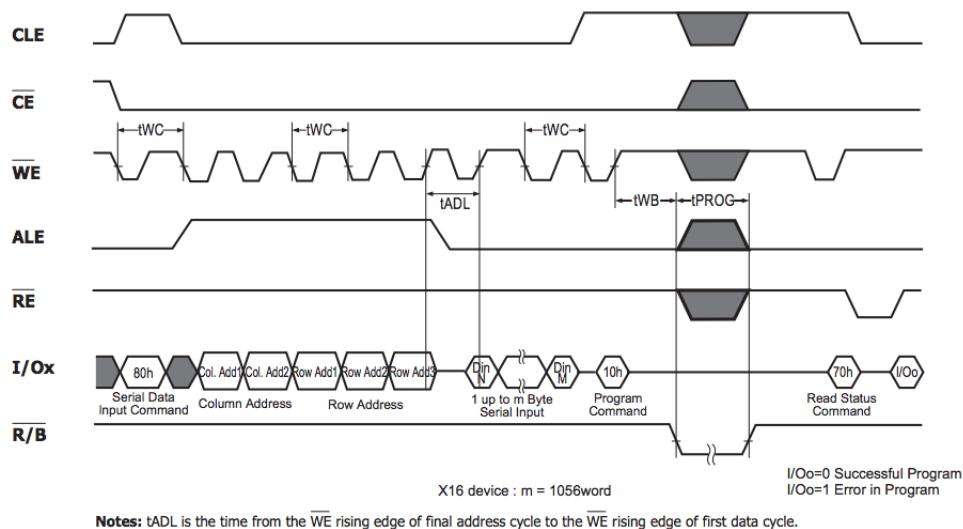 CLE
CE
tWC
tWC
tWC
WE
tADL
tWB
tPROG
ALE
RE
I/Ox
80h
Col. Add1
Col. Add2
Row Add1
Row Add2
Row Add3
Din
N
Din
M
10h
70h
I/Oo
Serial Data
Input Command
Column Address
Row Address
1 up to m Byte
Serial Input
Program
Command
Read Status
Command
R/B
X16 device : m = 1056word
I/Oo=0 Successful Program
I/Oo=1 Error in Program
Notes: tADL is the time from the WE rising edge of final address cycle to the WE rising edge of first data cycle.